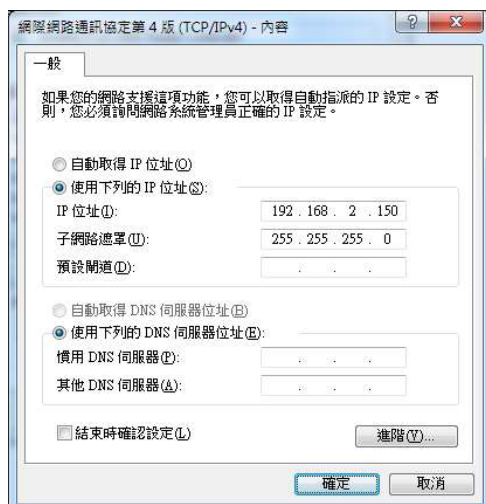 網際網路通訊協定第 4 版 (TCP/IPv4) - 內容
一般
如果您的網路支援這項功能，您可以取得自動指派的 IP 設定。否
則，您必須詢問網路系統管理員正確的 IP 設定。
自動取得 IP 位址(O)
使用下列的 IP 位址(S):
IP 位址(I): 192 . 168 . 2 . 150
子網路遮罩(U): 255 . 255 . 255 . 0
預設閘道(D): . . .
自動取得 DNS 伺服器位址(B)
使用下列的 DNS 伺服器位址(E):
慣用 DNS 伺服器(P): . . .
其他 DNS 伺服器(A): . . .
結束時確認設定(L) 進階(V)...
確定 取消